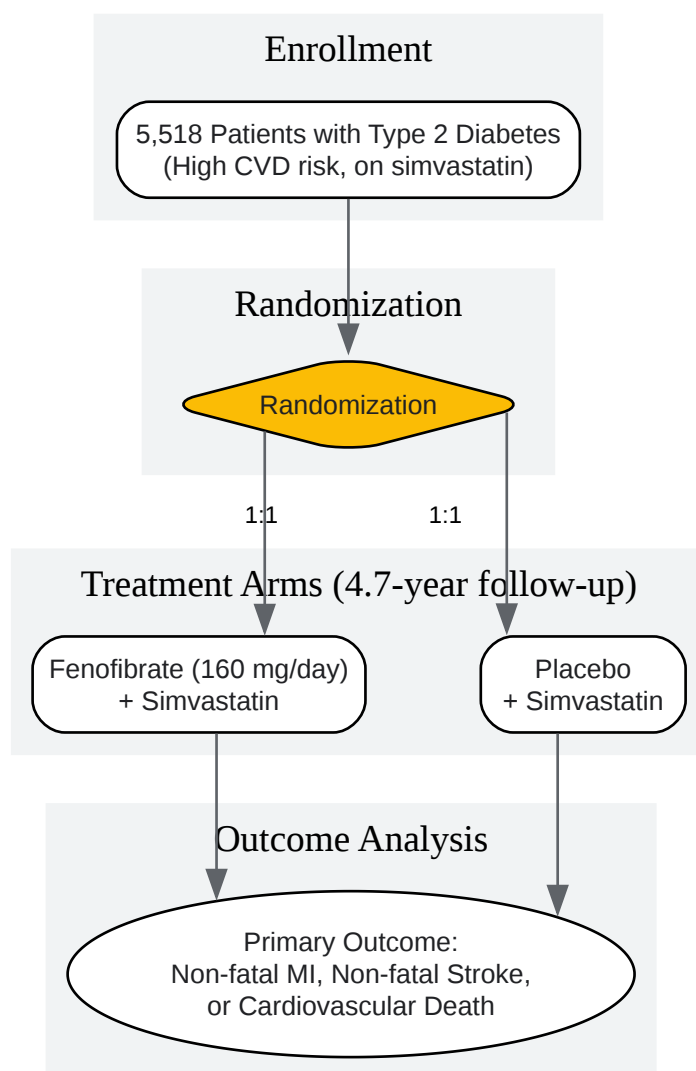 Enrollment
5,518 Patients with Type 2 Diabetes
(High CVD risk, on simvastatin)
Randomization
Randomization
1:1
1:1
Treatment Arms (4.7-year follow-up)
Fenofibrate (160 mg/day)
+ Simvastatin
Placebo
+ Simvastatin
Outcome Analysis
Primary Outcome:
Non-fatal MI, Non-fatal Stroke,
or Cardiovascular Death